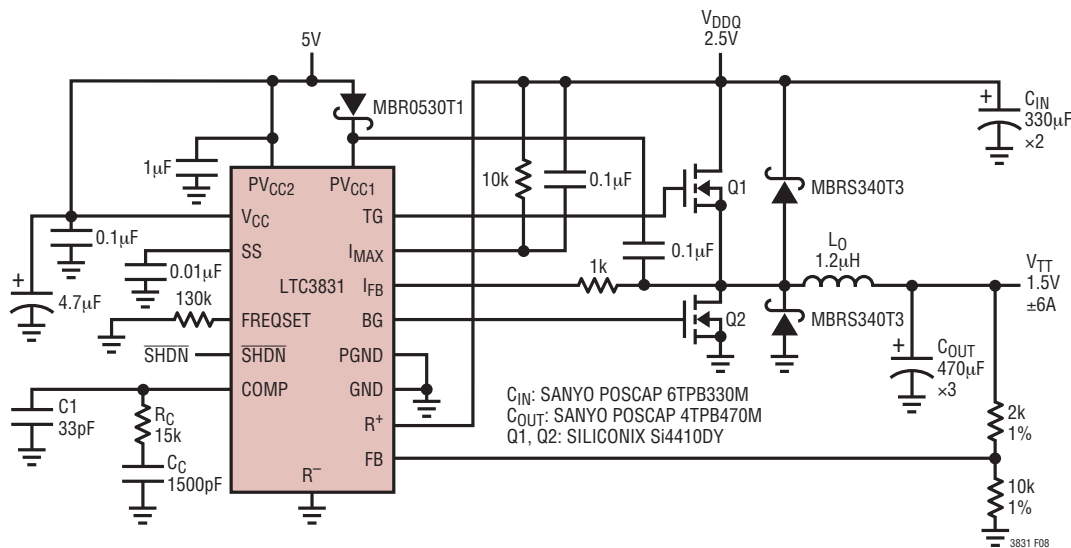 5V
V_DDQ
2.5V
MBR0530T1
+
C_IN
330µF
×2
1µF
PV_CC2
PV_CC1
10k
0.1µF
Q1
MBRS340T3
V_CC
TG
0.1µF
SS
I_MAX
0.1µF
L_O
1.2µH
0.01µF
1k
V_TT
1.5V
±6A
+
4.7µF
LTC3831
I_FB
130k
FREQSET
BG
Q2
MBRS340T3
SHDN
SHDN
PGND
+
C_OUT
470µF
×3
COMP
GND
C1
33pF
R_C
15k
R+
C_IN: SANYO POSCAP 6TPB330M
C_OUT: SANYO POSCAP 4TPB470M
Q1, Q2: SILICONIX Si4410DY
2k
1%
C_C
1500pF
FB
R–
10k
1%
3831 F08